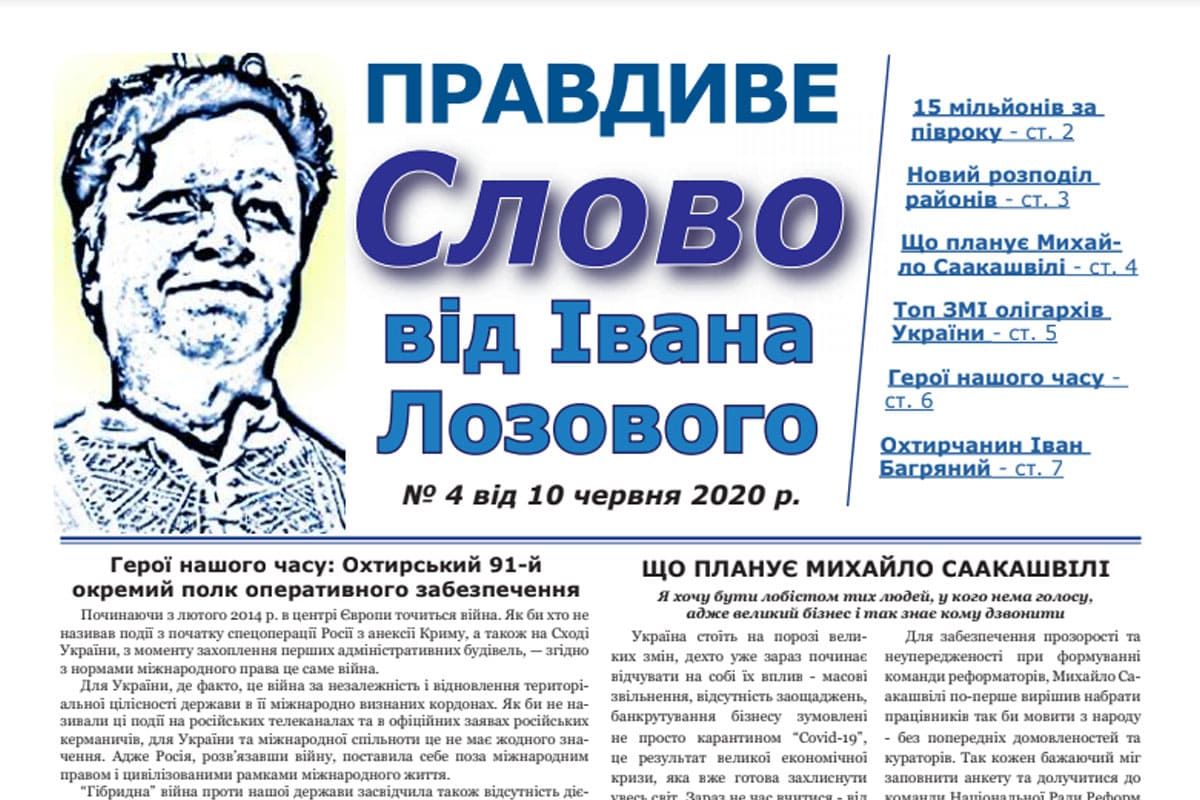 ПРАВДИВЕ
Слово
від Івана
Лозового
№ 4 від 10 червня 2020 р.
15 мільйонів за
півроку - ст. 2
Новий розподіл
районів - ст. 3
Що планує Михай-
ло Саакашвілі - ст. 4
Топ ЗМІ олігархів
України - ст. 5
Герої нашого часу -
ст. 6
Охтирчанин Іван
Багряний - ст. 7
Герої нашого часу: Охтирський 91-й
окремий полк оперативного забезпечення
Починаючи з лютого 2014 р. в центрі Європи точиться війна. Як би хто не
називав події з початку спецоперації Росії з анексії Криму, а також на Сході
України, з моменту захоплення перших адміністративних будівель, — згідно
з нормами міжнародного права це саме війна.
Для України, де факто, це війна за незалежність і відновлення територі-
альної цілісності держави в її міжнародно визнаних кордонах. Як би не на-
зивали ці події на російських телеканалах та в офіційних заявах російських
керманичів, для України та міжнародної спільноти це не має жодного зна-
чення. Адже Росія, розв’язавши війну, поставила себе поза міжнародним
правом і цивілізованими рамками міжнародного життя.
“Гібридна” війна проти нашої держави засвідчила також відсутність діє-
ЩО ПЛАНУЄ МИХАЙЛО СААКАШВІЛІ
Я хочу бути лобістом тих людей, у кого нема голосу,
адже великий бізнес і так знає кому дзвонити
Україна стоїть на порозі вели-
ких змін, дехто уже зараз починає
відчувати на собі їх вплив - масові
звільнення, відсутність заощаджень,
банкрутування бізнесу зумовлені
не просто карантином “Covid-19”,
це результат великої економічної
кризи, яка вже готова захлиснути
увесь світ. Зараз не час вчитися - від
Для забезпечення прозорості та
неупередженості при формуванні
команди реформаторів, Михайло Са-
акашвілі по-перше вирішив набрати
працівників так би мовити з народу
- без попередніх домовленостей та
кураторів. Так кожен бажаючий міг
заповнити анкету та долучитися до
команди Національної Ради Реформ